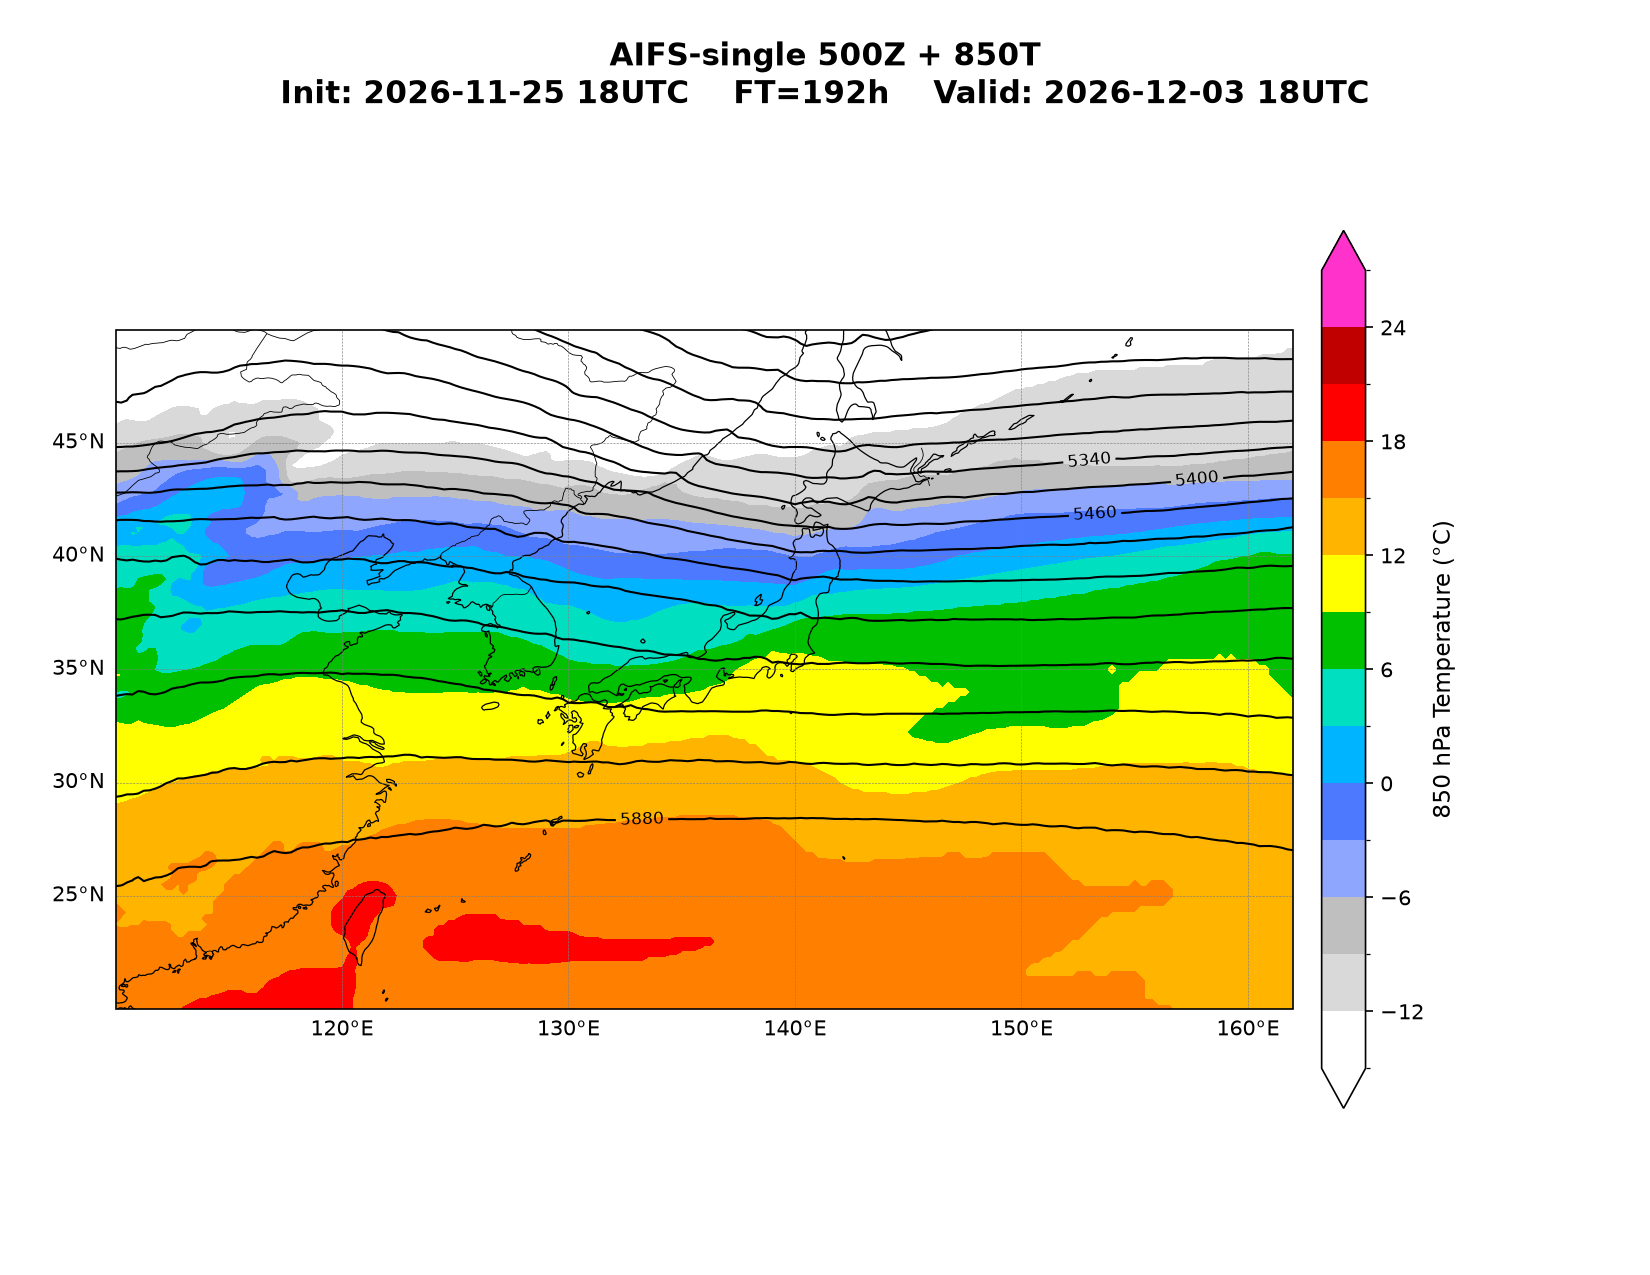 AIFS-single 500Z + 850T
Init: 2026-11-25 18UTC    FT=192h    Valid: 2026-12-03 18UTC
24
18
12
6
0
−6
−12
850 hPa Temperature (°C)
45°N
40°N
35°N
30°N
25°N
5340
5400
5460
5880
120°E
130°E
140°E
150°E
160°E